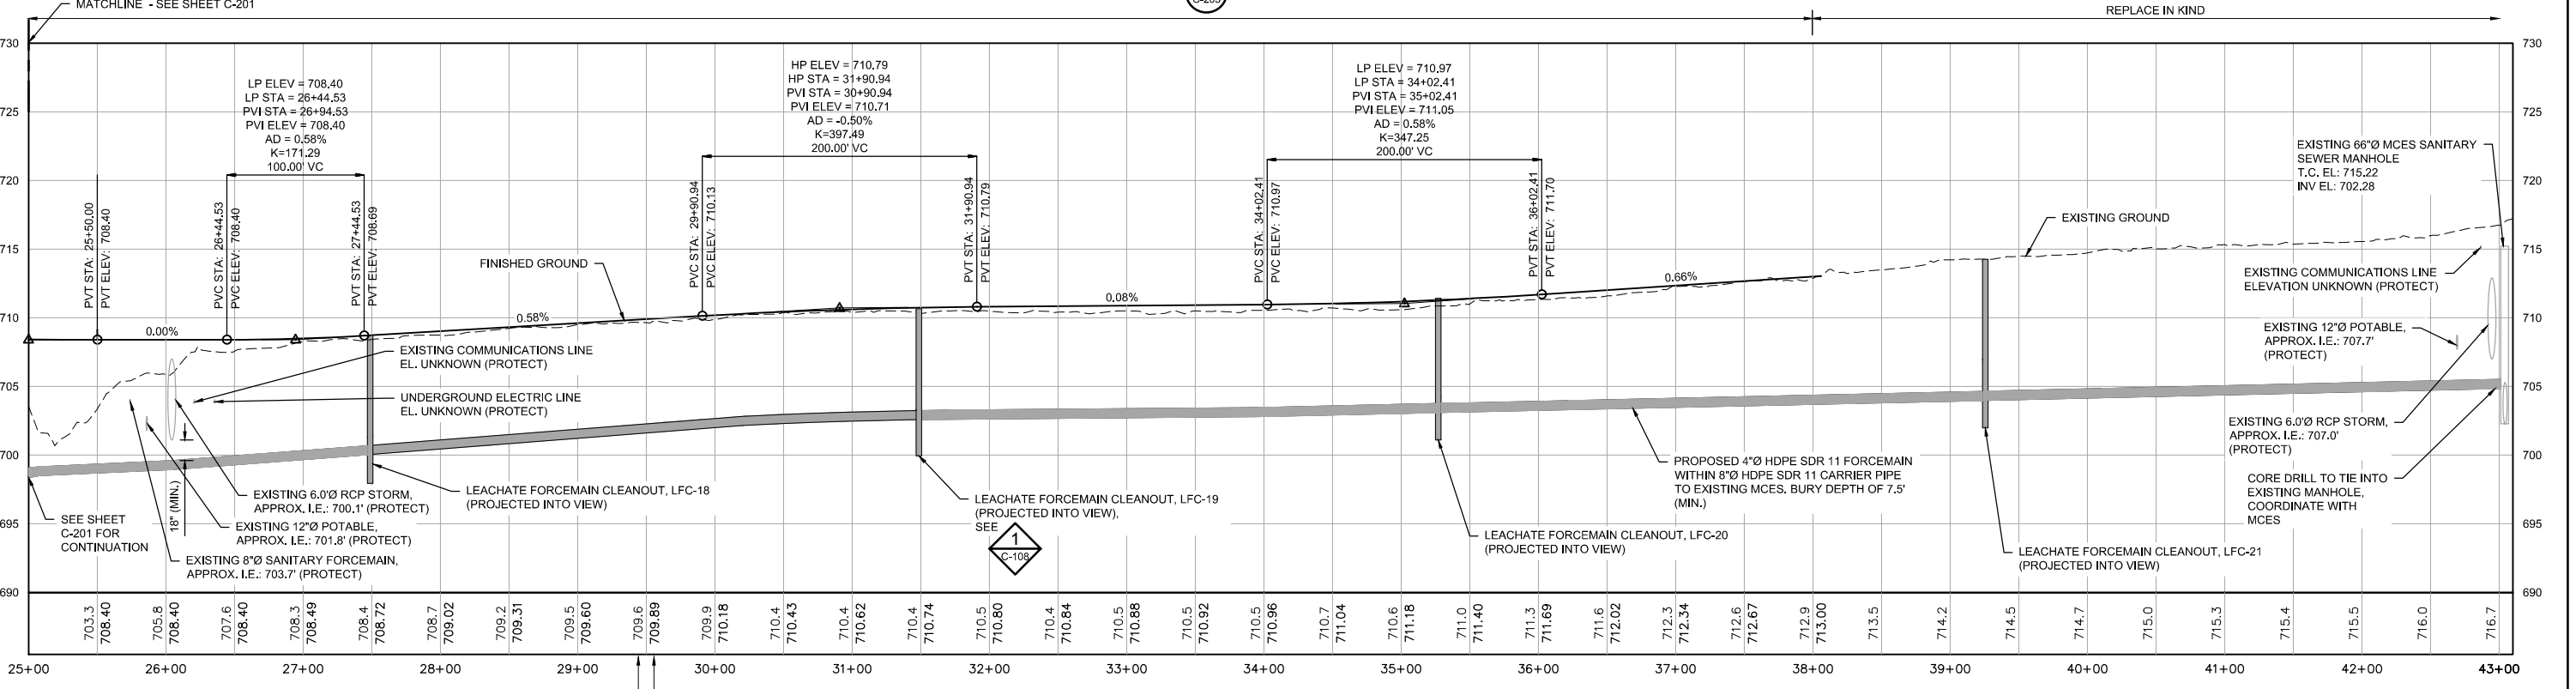 MATCHLINE - SEE SHEET C-201
REPLACE IN KIND
730
725
720
715
710
705
700
695
690
730
725
720
715
710
705
700
695
690
LP ELEV = 708.40
LP STA = 26+44.53
PVI STA = 26+94.53
PVI ELEV = 708.40
AD = 0.58%
K=171.29
100.00' VC
HP ELEV = 710.79
HP STA = 31+90.94
PVI STA = 30+90.94
PVI ELEV = 710.71
AD = -0.50%
K=397.49
200.00' VC
LP ELEV = 710.97
LP STA = 34+02.41
PVI STA = 35+02.41
PVI ELEV = 711.05
AD = 0.58%
K=347.25
200.00' VC
PVT STA: 25+50.00
PVT ELEV: 708.40
PVC STA: 26+44.53
PVC ELEV: 708.40
PVT STA: 27+44.53
PVT ELEV: 708.69
PVC STA: 29+90.94
PVC ELEV: 710.13
PVT STA: 31+90.94
PVT ELEV: 710.79
PVC STA: 34+02.41
PVC ELEV: 710.97
PVT STA: 36+02.41
PVT ELEV: 711.70
0.00%
0.58%
0.08%
0.66%
FINISHED GROUND
EXISTING GROUND
EXISTING 66"Ø MCES SANITARY
SEWER MANHOLE
T.C. EL: 715.22
INV EL: 702.28
EXISTING COMMUNICATIONS LINE
ELEVATION UNKNOWN (PROTECT)
EXISTING 12"Ø POTABLE,
APPROX. I.E.: 707.7'
(PROTECT)
EXISTING 6.0'Ø RCP STORM,
APPROX. I.E.: 707.0'
(PROTECT)
CORE DRILL TO TIE INTO
EXISTING MANHOLE,
COORDINATE WITH
MCES
EXISTING COMMUNICATIONS LINE
EL. UNKNOWN (PROTECT)
UNDERGROUND ELECTRIC LINE
EL. UNKNOWN (PROTECT)
18" (MIN.)
SEE SHEET
C-201 FOR
CONTINUATION
EXISTING 6.0'Ø RCP STORM,
APPROX. I.E.: 700.1' (PROTECT)
EXISTING 12"Ø POTABLE,
APPROX. I.E.: 701.8' (PROTECT)
EXISTING 8"Ø SANITARY FORCEMAIN,
APPROX. I.E.: 703.7' (PROTECT)
LEACHATE FORCEMAIN CLEANOUT, LFC-18
(PROJECTED INTO VIEW)
LEACHATE FORCEMAIN CLEANOUT, LFC-19
(PROJECTED INTO VIEW),
SEE
1
C-108
LEACHATE FORCEMAIN CLEANOUT, LFC-20
(PROJECTED INTO VIEW)
PROPOSED 4"Ø HDPE SDR 11 FORCEMAIN
WITHIN 8"Ø HDPE SDR 11 CARRIER PIPE
TO EXISTING MCES. BURY DEPTH OF 7.5'
(MIN.)
LEACHATE FORCEMAIN CLEANOUT, LFC-21
(PROJECTED INTO VIEW)
703.3
708.40
705.8
708.40
707.6
708.40
708.3
708.49
708.4
708.72
708.7
709.02
709.2
709.31
709.5
709.60
709.6
709.89
709.9
710.18
710.4
710.43
710.4
710.62
710.4
710.74
710.5
710.80
710.4
710.84
710.5
710.88
710.5
710.92
710.5
710.96
710.7
711.04
710.6
711.18
711.0
711.40
711.3
711.69
711.6
712.02
712.3
712.34
712.6
712.67
712.9
713.00
713.5
714.2
714.5
714.7
715.0
715.3
715.4
715.5
716.0
716.7
25+00 26+00 27+00 28+00 29+00 30+00 31+00 32+00 33+00 34+00 35+00 36+00 37+00 38+00 39+00 40+00 41+00 42+00 43+00